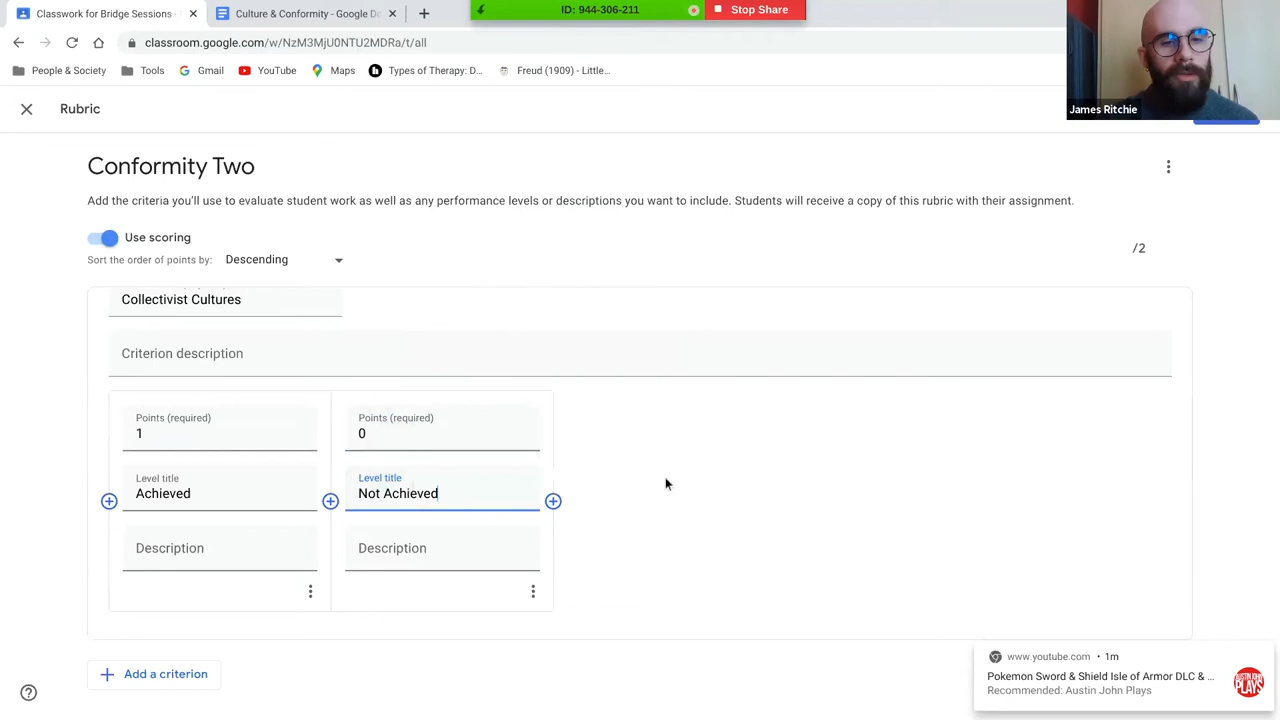 ID: 944-306-211
Stop Share
Classwork for Bridge Sessions -
Culture & Conformity - Google De
classroom.google.com/w/NzM3MjU0NTU2MDRa/t/all
People & Society
Tools
Gmail
YouTube
Maps
Types of Therapy: D...
Freud (1909) - Little...
James Ritchie
Rubric
Conformity Two
Add the criteria you'll use to evaluate student work as well as any performance levels or descriptions you want to include. Students will receive a copy of this rubric with their assignment.
Use scoring
/2
Sort the order of points by: Descending
Collectivist Cultures
Criterion description
Points (required)
1
Points (required)
0
Level title
Achieved
Level title
Not Achieved
Description
Description
Add a criterion
www.youtube.com • 1m
Pokemon Sword & Shield Isle of Armor DLC & ...
Recommended: Austin John Plays
AUSTIN JOHN
PLAYS